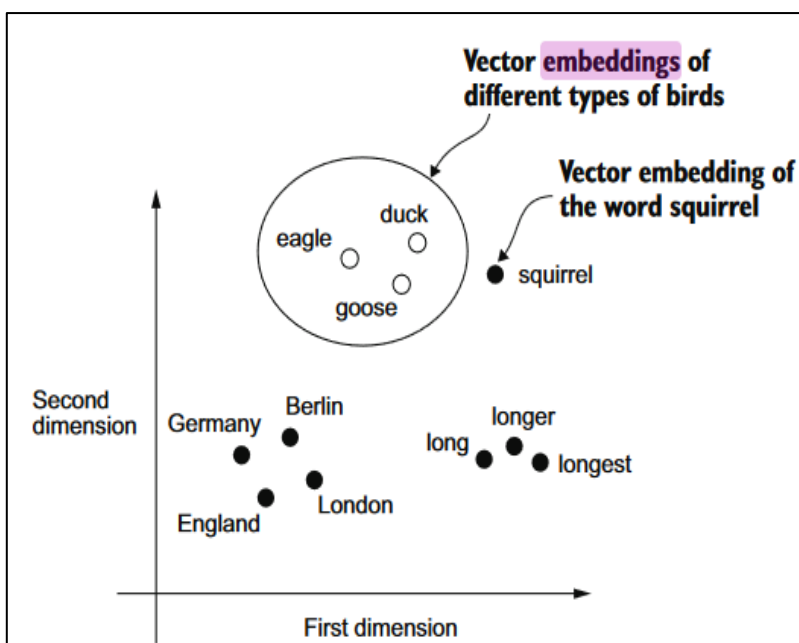 Vector embeddings of
different types of birds
Vector embedding of
the word squirrel
duck
eagle
squirrel
goose
Second
dimension
Berlin
Germany
longer
long
longest
London
England
First dimension